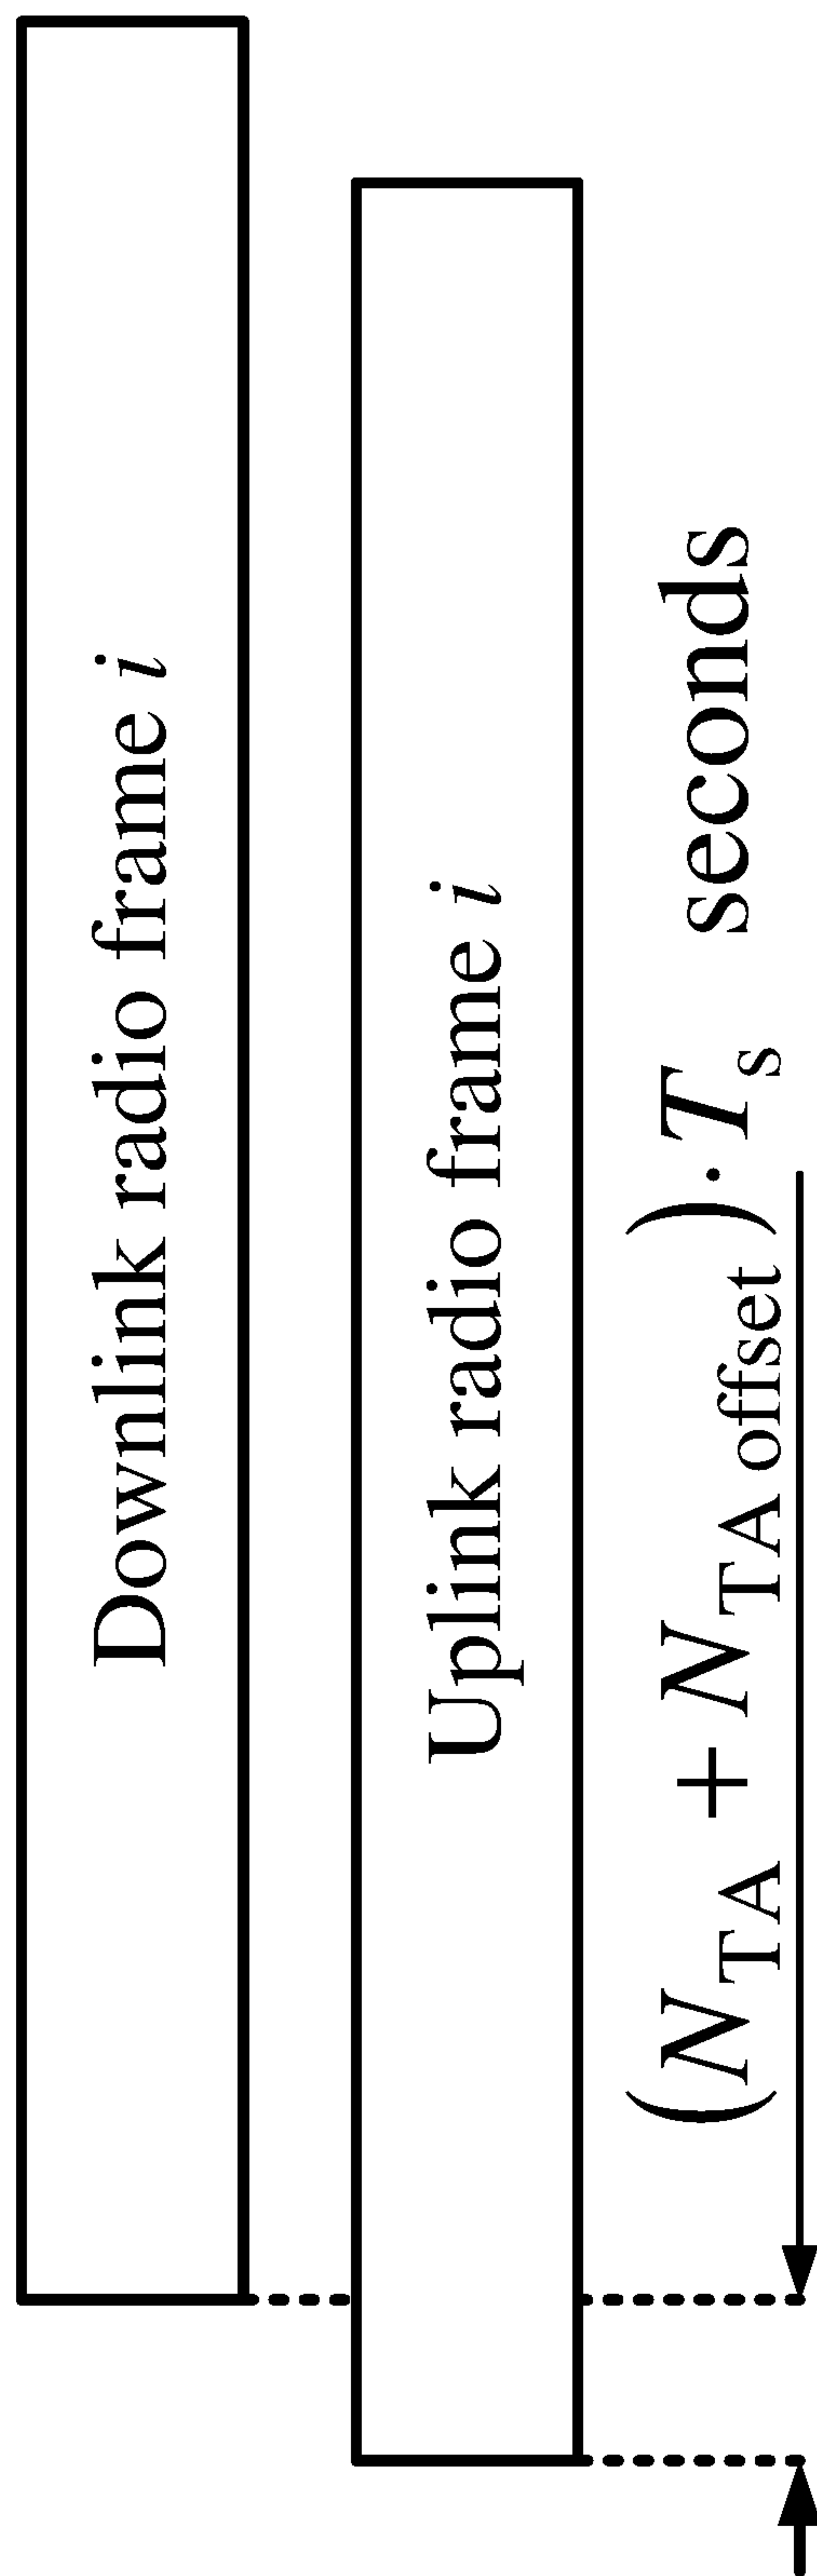 Downlink radio frame i
Uplink radio frame i
(N_TA + N_TA offset) · T_s seconds